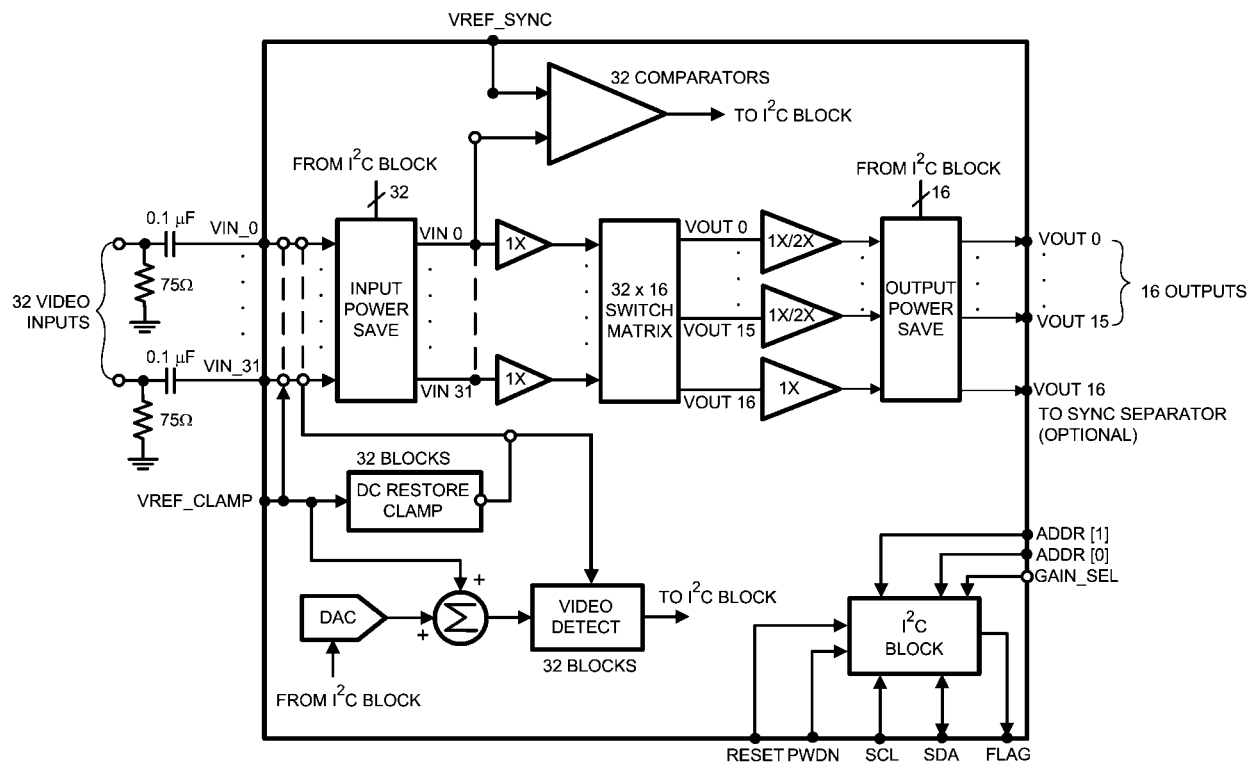 VREF_SYNC
32 COMPARATORS
TO I²C BLOCK
FROM I²C BLOCK
32
FROM I²C BLOCK
16
0.1 μF
VIN_0
75Ω
32 VIDEO
INPUTS
0.1 μF
VIN_31
75Ω
INPUT
POWER
SAVE
VIN 0
VIN 31
1X
1X
32 x 16
SWITCH
MATRIX
VOUT 0
VOUT 15
VOUT 16
1X/2X
1X/2X
1X
OUTPUT
POWER
SAVE
VOUT 0
VOUT 15
16 OUTPUTS
VOUT 16
TO SYNC SEPARATOR
(OPTIONAL)
32 BLOCKS
DC RESTORE
CLAMP
VREF_CLAMP
+
+
DAC
Σ
FROM I²C BLOCK
VIDEO
DETECT
32 BLOCKS
TO I²C BLOCK
ADDR [1]
ADDR [0]
GAIN_SEL
I²C
BLOCK
RESET
PWDN
SCL
SDA
FLAG